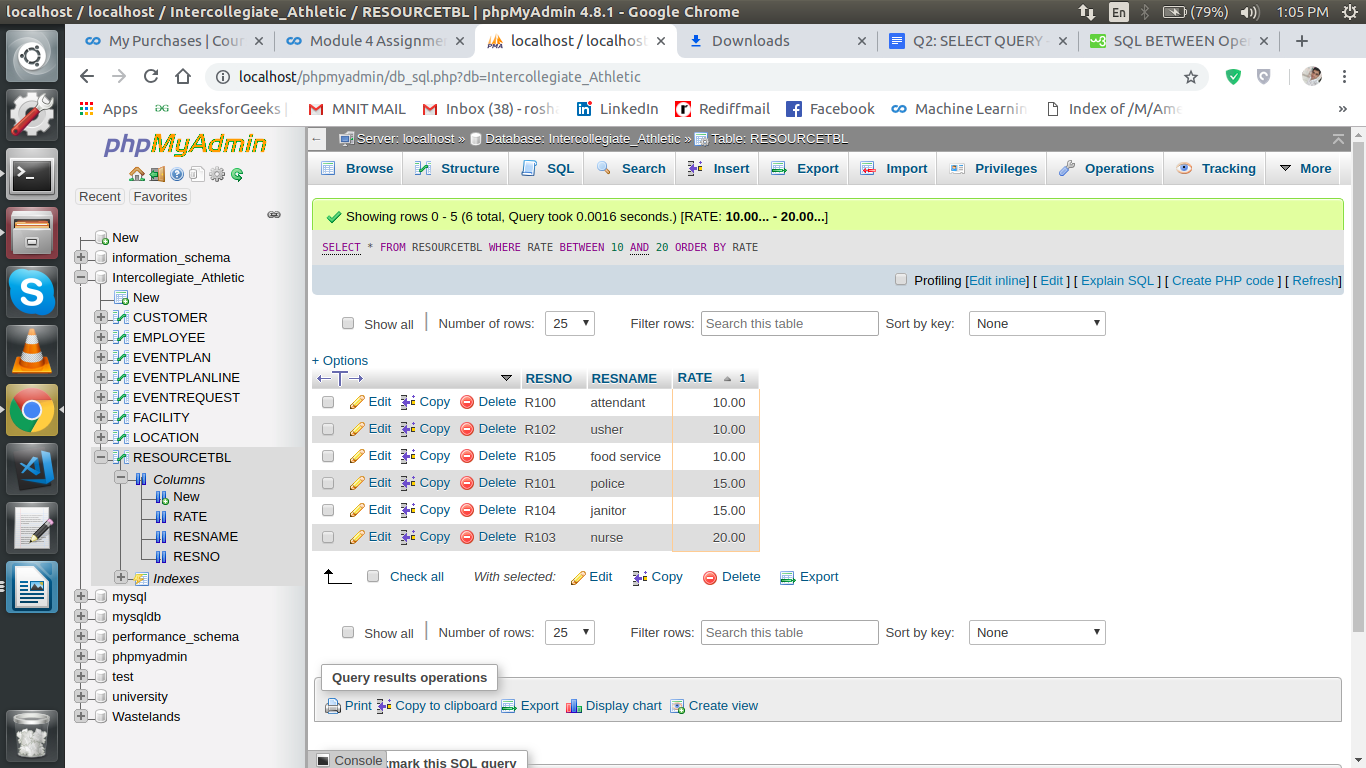 localhost / localhost / Intercollegiate_Athletic / RESOURCETBL | phpMyAdmin 4.8.1 - Google Chrome
En (79%) 1:05 PM
My Purchases | Cour
Module 4 Assignme
localhost / localhost
Downloads
Q2: SELECT QUERY -
SQL BETWEEN Ope
localhost/phpmyadmin/db_sql.php?db=Intercollegiate_Athletic
Apps GeeksforGeeks | MNIT MAIL Inbox (38) - rosh LinkedIn Rediffmail Facebook Machine Learnin Index of /M/Ame »
phpMyAdmin
Recent Favorites
New
information_schema
Intercollegiate_Athletic
New
CUSTOMER
EMPLOYEE
EVENTPLAN
EVENTPLANLINE
EVENTREQUEST
FACILITY
LOCATION
RESOURCETBL
Columns
New
RATE
RESNAME
RESNO
Indexes
mysql
mysqldb
performance_schema
phpmyadmin
test
university
Wastelands
Server: localhost » Database: Intercollegiate_Athletic » Table: RESOURCETBL
Browse Structure SQL Search Insert Export Import Privileges Operations Tracking More
Showing rows 0 - 5 (6 total, Query took 0.0016 seconds.) [RATE: 10.00... - 20.00...]
SELECT * FROM RESOURCETBL WHERE RATE BETWEEN 10 AND 20 ORDER BY RATE
Profiling [Edit inline] [ Edit ] [ Explain SQL ] [ Create PHP code ] [ Refresh]
Show all | Number of rows: 25 Filter rows: Search this table Sort by key: None
+ Options
RESNO RESNAME RATE 1
Edit Copy Delete R100 attendant 10.00
Edit Copy Delete R102 usher 10.00
Edit Copy Delete R105 food service 10.00
Edit Copy Delete R101 police 15.00
Edit Copy Delete R104 janitor 15.00
Edit Copy Delete R103 nurse 20.00
Check all With selected: Edit Copy Delete Export
Show all | Number of rows: 25 Filter rows: Search this table Sort by key: None
Query results operations
Print Copy to clipboard Export Display chart Create view
Console
kmark this SQL query